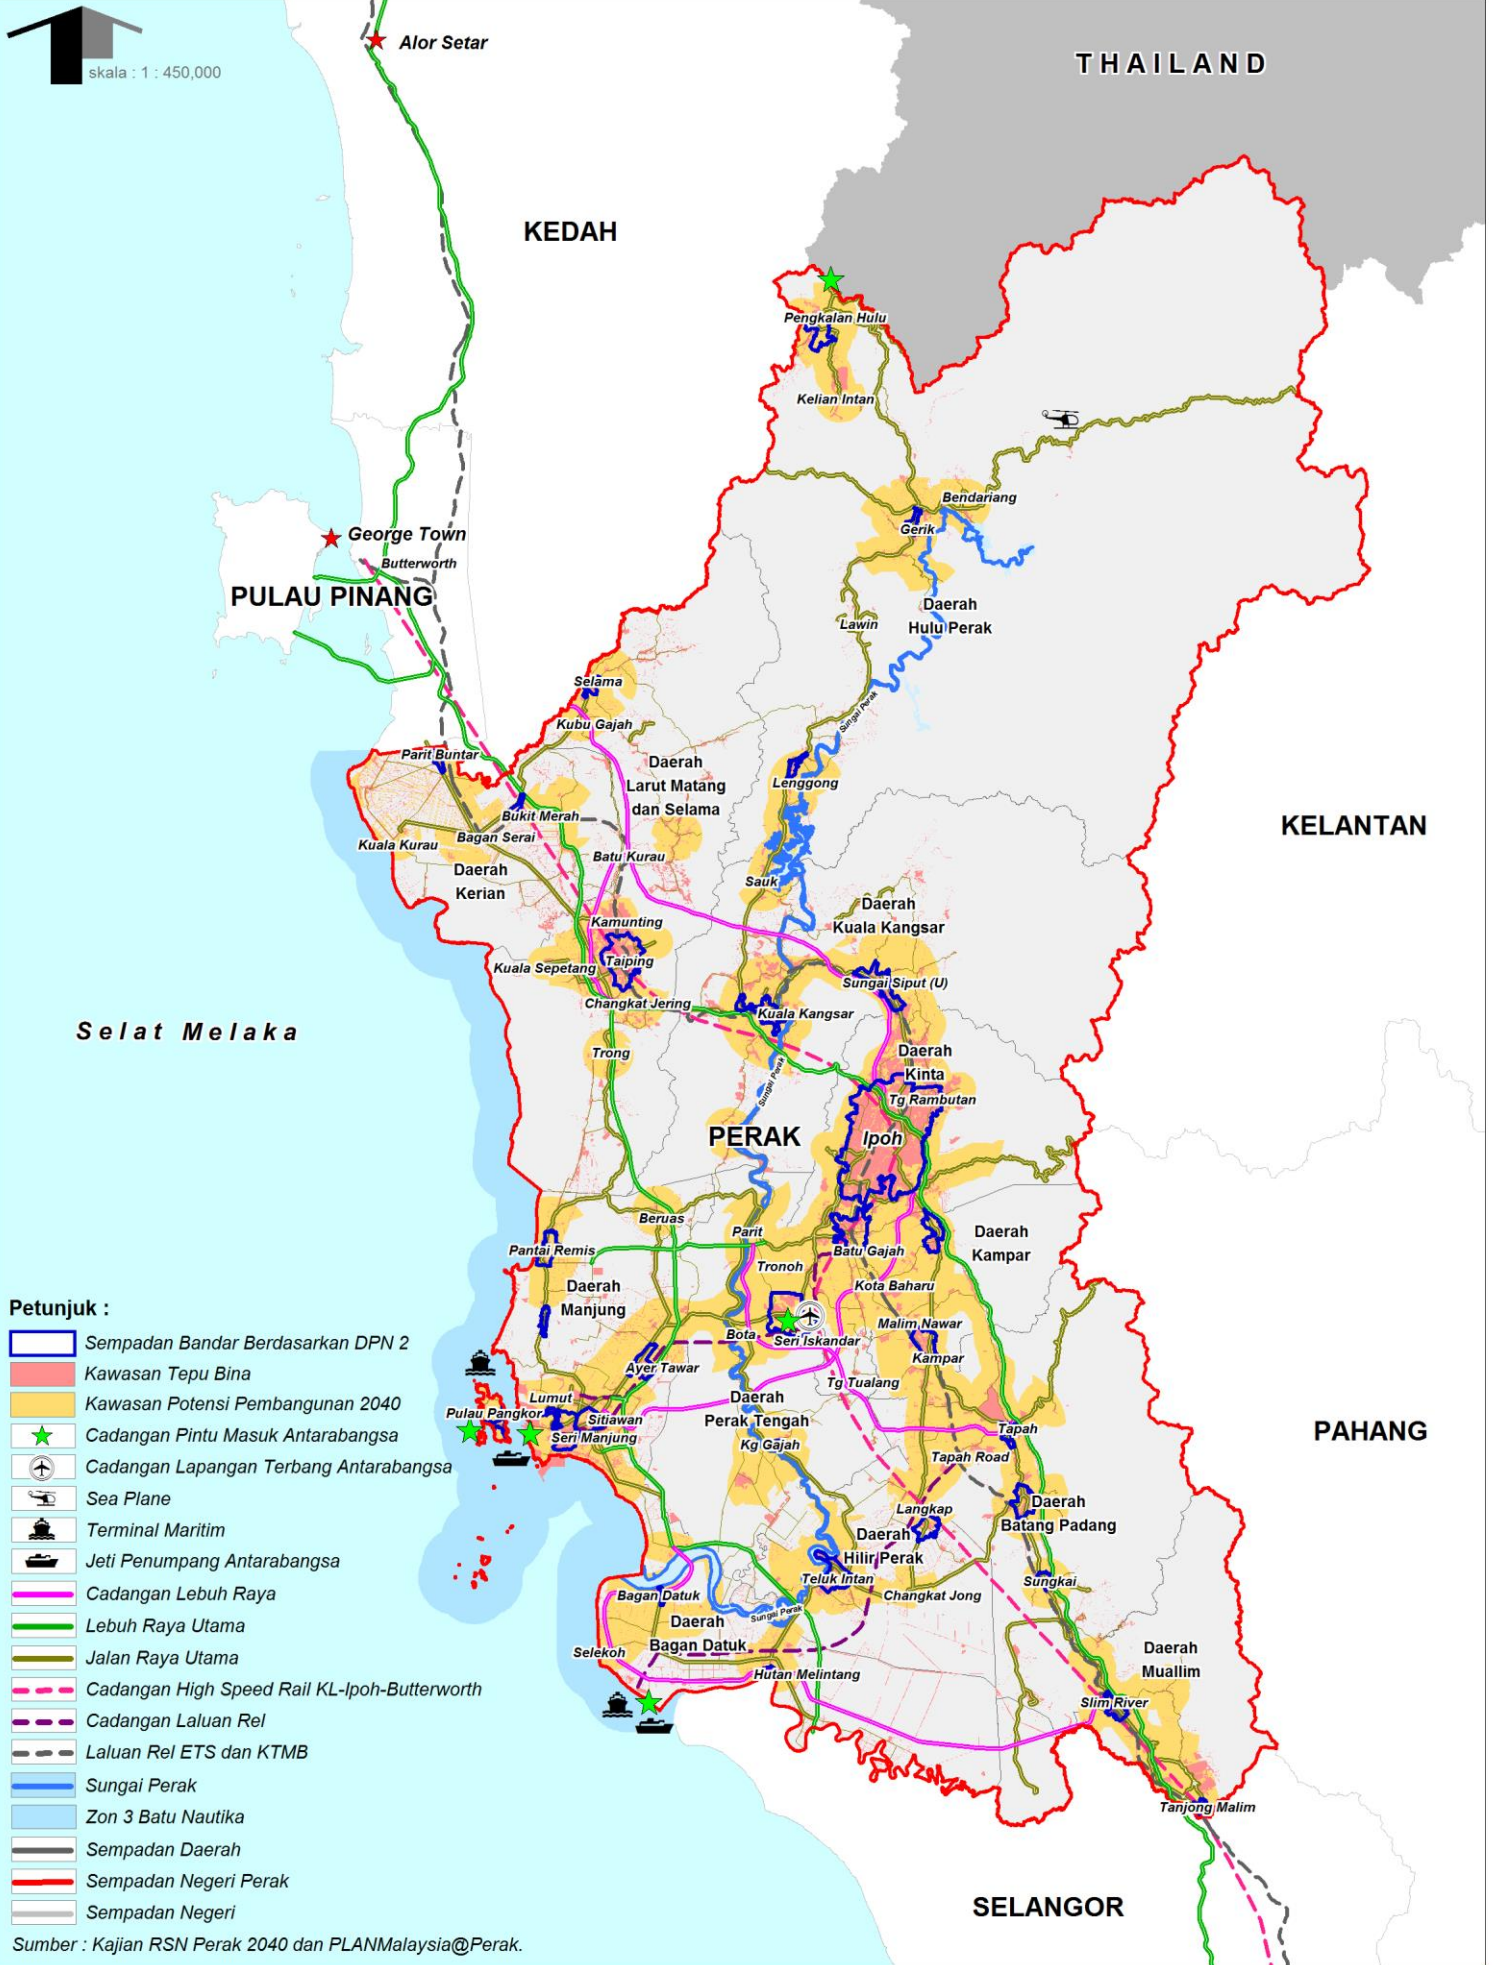 skala : 1 : 450,000
Alor Setar
THAILAND
KEDAH
Pengkalan Hulu
Kelian Intan
Bendariang
Gerik
George Town
Butterworth
PULAU PINANG
Daerah
Hulu Perak
Lawin
Selama
Sungai Perak
Kubu Gajah
Parit Buntar
Daerah
Larut Matang
dan Selama
Lenggong
Bukit Merah
Bagan Serai
Kuala Kurau
KELANTAN
Batu Kurau
Daerah
Kerian
Sauk
Daerah
Kuala Kangsar
Kamunting
Taiping
Kuala Sepetang
Sungai Siput (U)
Changkat Jering
Kuala Kangsar
Selat Melaka
Trong
Daerah
Kinta
Sungai Perak
Tg Rambutan
PERAK
Ipoh
Beruas
Parit
Daerah
Kampar
Pantai Remis
Batu Gajah
Tronoh
Daerah
Manjung
Kota Baharu
Malim Nawar
Bota
Seri Iskandar
Kampar
Ayer Tawar
Tg Tualang
Lumut
Daerah
Perak Tengah
Pulau Pangkor
Sitiawan
Seri Manjung
Kg Gajah
Tapah
PAHANG
Tapah Road
Langkap
Daerah
Batang Padang
Daerah
Hilir Perak
Teluk Intan
Sungkai
Bagan Datuk
Changkat Jong
Sungai Perak
Daerah
Bagan Datuk
Selekoh
Daerah
Muallim
Hutan Melintang
Slim River
Tanjong Malim
SELANGOR
Petunjuk :
Sempadan Bandar Berdasarkan DPN 2
Kawasan Tepu Bina
Kawasan Potensi Pembangunan 2040
Cadangan Pintu Masuk Antarabangsa
Cadangan Lapangan Terbang Antarabangsa
Sea Plane
Terminal Maritim
Jeti Penumpang Antarabangsa
Cadangan Lebuh Raya
Lebuh Raya Utama
Jalan Raya Utama
Cadangan High Speed Rail KL-Ipoh-Butterworth
Cadangan Laluan Rel
Laluan Rel ETS dan KTMB
Sungai Perak
Zon 3 Batu Nautika
Sempadan Daerah
Sempadan Negeri Perak
Sempadan Negeri
Sumber : Kajian RSN Perak 2040 dan PLANMalaysia@Perak.